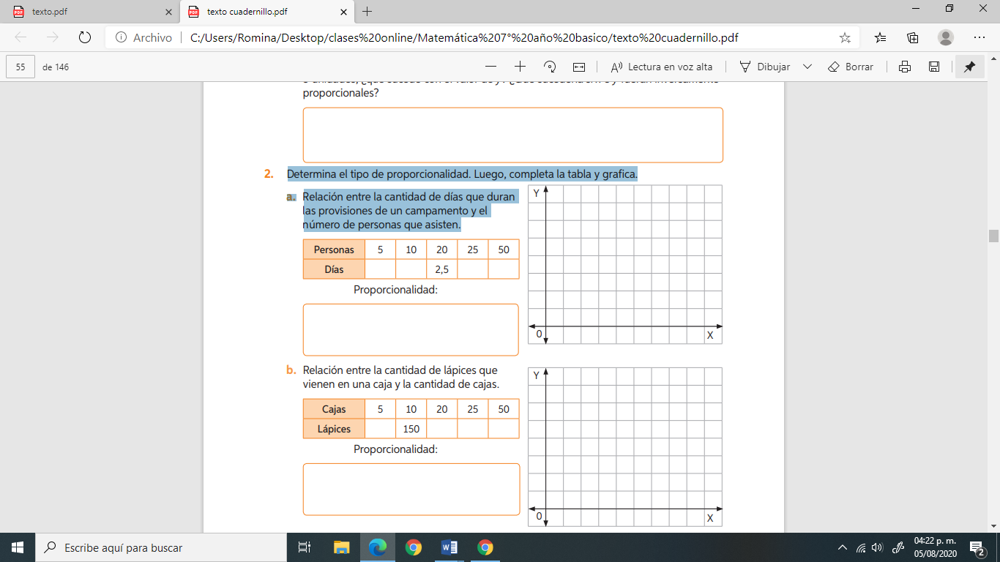 texto.pdf
texto cuadernillo.pdf
Archivo
C:/Users/Romina/Desktop/clases%20online/Matemática%207°%20año%20basico/texto%20cuadernillo.pdf
55 de 146
Lectura en voz alta
Dibujar
Borrar
proporcionales?
2. Determina el tipo de proporcionalidad. Luego, completa la tabla y grafica.
a. Relación entre la cantidad de días que duran
las provisiones de un campamento y el
número de personas que asisten.
Personas 5 10 20 25 50
Días 2,5
Proporcionalidad:
Y
0
X
b. Relación entre la cantidad de lápices que
vienen en una caja y la cantidad de cajas.
Cajas 5 10 20 25 50
Lápices 150
Proporcionalidad:
Y
0
X
Escribe aquí para buscar
04:22 p. m.
05/08/2020
2